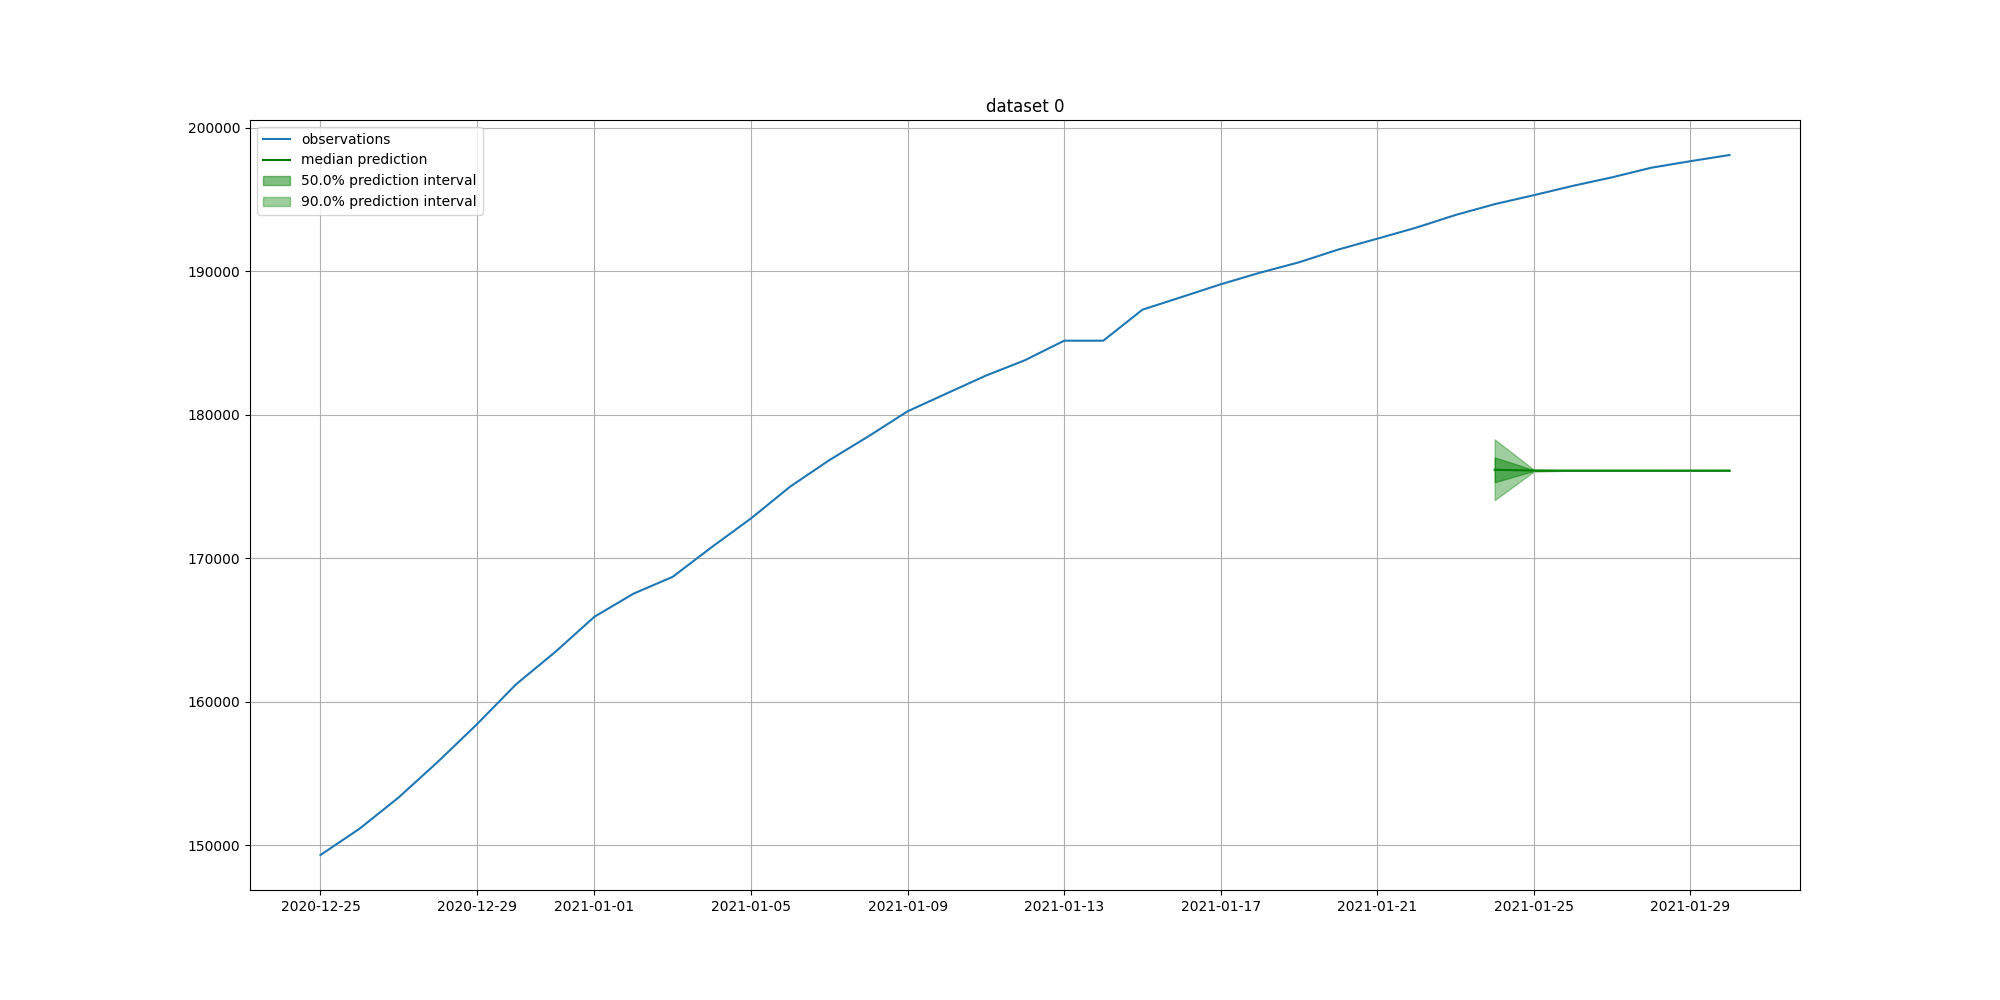 dataset 0
200000
190000
180000
170000
160000
150000
observations
median prediction
50.0% prediction interval
90.0% prediction interval
2020-12-25 2020-12-29 2021-01-01 2021-01-05 2021-01-09 2021-01-13 2021-01-17 2021-01-21 2021-01-25 2021-01-29